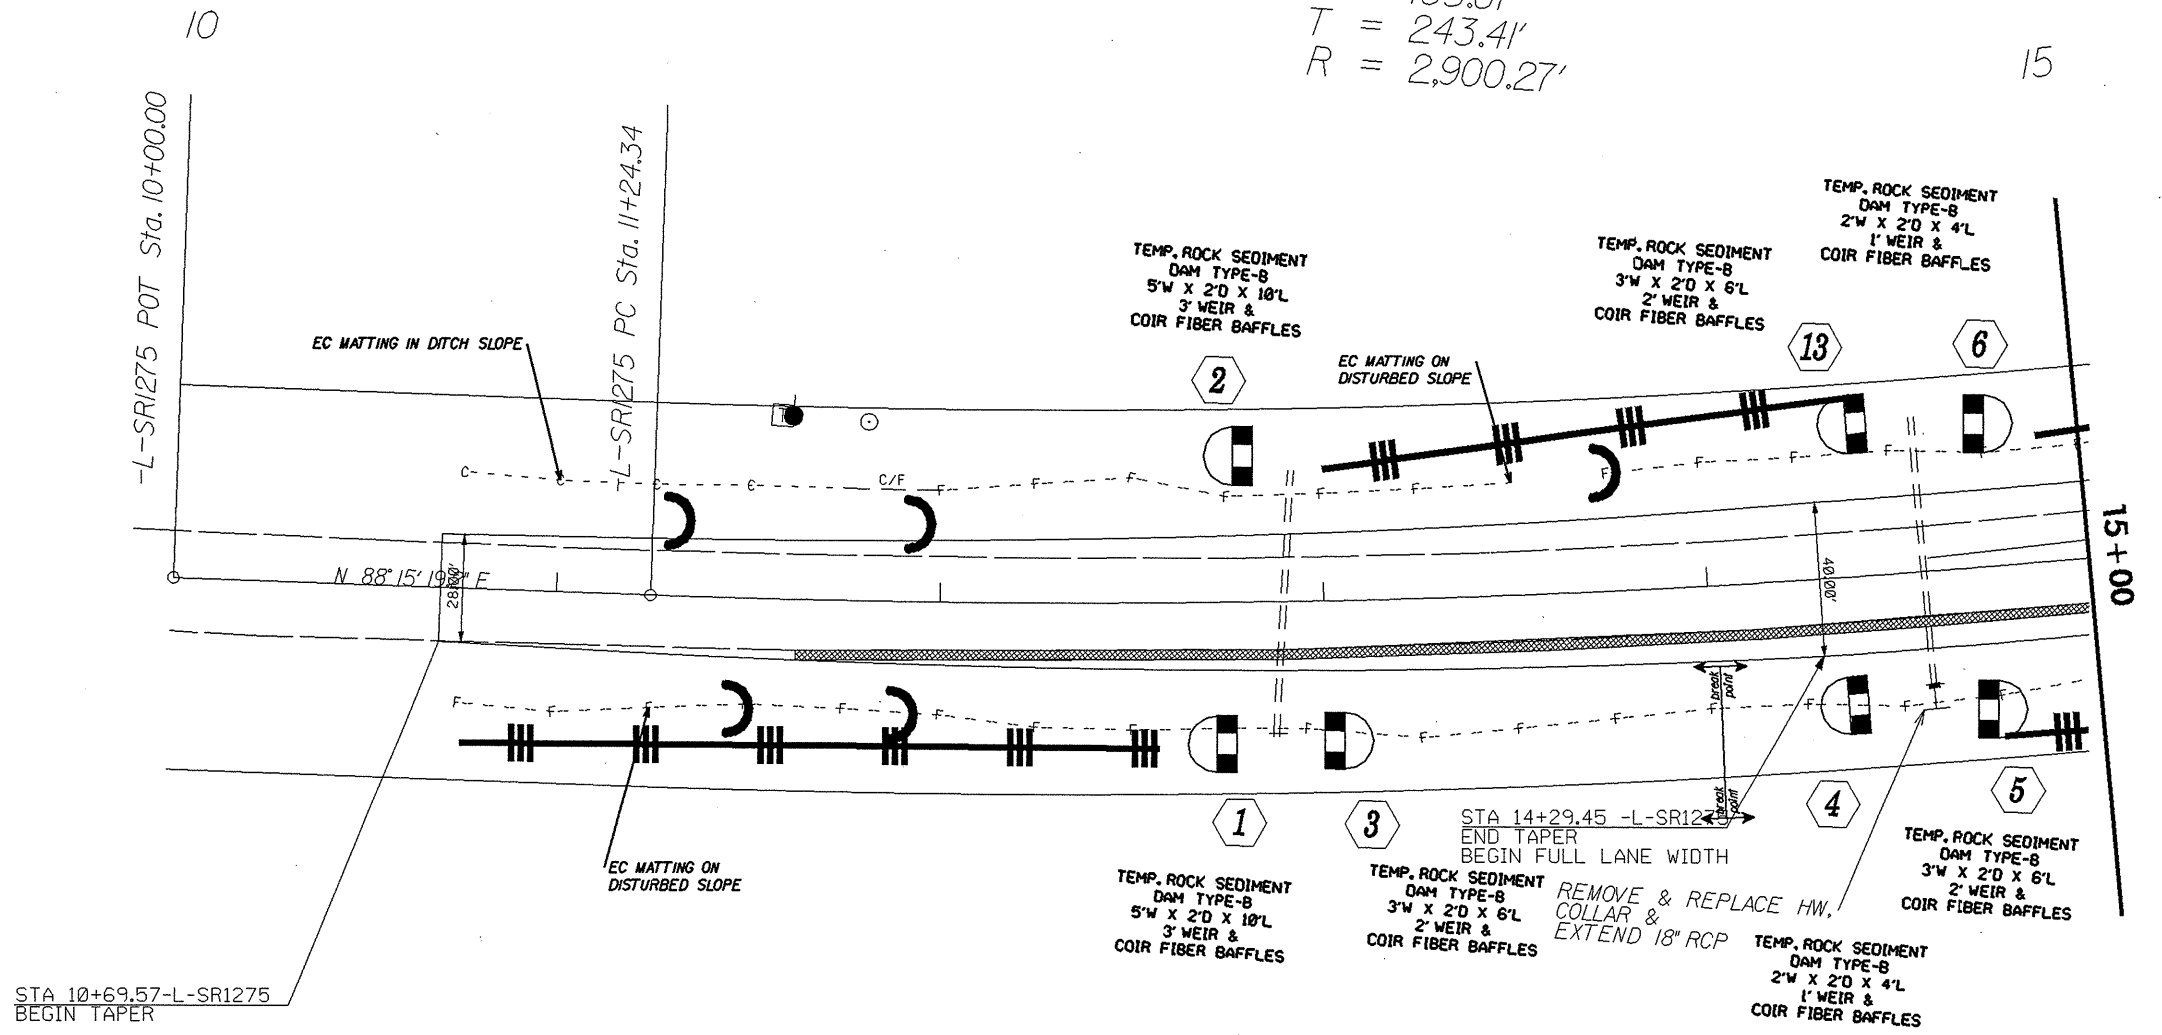 10
T = 243.41'
R = 2,900.27'
15
-L-SR1275 POT Sta. 10+00.00
-L-SR1275 PC Sta. 11+24.34
TEMP. ROCK SEDIMENT
DAM TYPE-B
2'W X 2'D X 4'L
1' WEIR &
COIR FIBER BAFFLES
TEMP. ROCK SEDIMENT
DAM TYPE-B
3'W X 2'D X 6'L
2' WEIR &
COIR FIBER BAFFLES
TEMP. ROCK SEDIMENT
DAM TYPE-B
5'W X 2'D X 10'L
3' WEIR &
COIR FIBER BAFFLES
EC MATTING IN DITCH SLOPE
EC MATTING ON
DISTURBED SLOPE
2
13
6
C C C C C/F F F F F F F F F F F F
15+00
N 88° 15' E
28.00'
40.00'
F F F F F F F F F F F F F F F F
break
point
break
point
1
3
4
5
STA 14+29.45 -L-SR1275
END TAPER
BEGIN FULL LANE WIDTH
EC MATTING ON
DISTURBED SLOPE
TEMP. ROCK SEDIMENT
DAM TYPE-B
5'W X 2'D X 10'L
3' WEIR &
COIR FIBER BAFFLES
TEMP. ROCK SEDIMENT
DAM TYPE-B
3'W X 2'D X 6'L
2' WEIR &
COIR FIBER BAFFLES
REMOVE & REPLACE HW,
COLLAR &
EXTEND 18" RCP
TEMP. ROCK SEDIMENT
DAM TYPE-B
3'W X 2'D X 6'L
2' WEIR &
COIR FIBER BAFFLES
TEMP. ROCK SEDIMENT
DAM TYPE-B
2'W X 2'D X 4'L
1' WEIR &
COIR FIBER BAFFLES
STA 10+69.57-L-SR1275
BEGIN TAPER